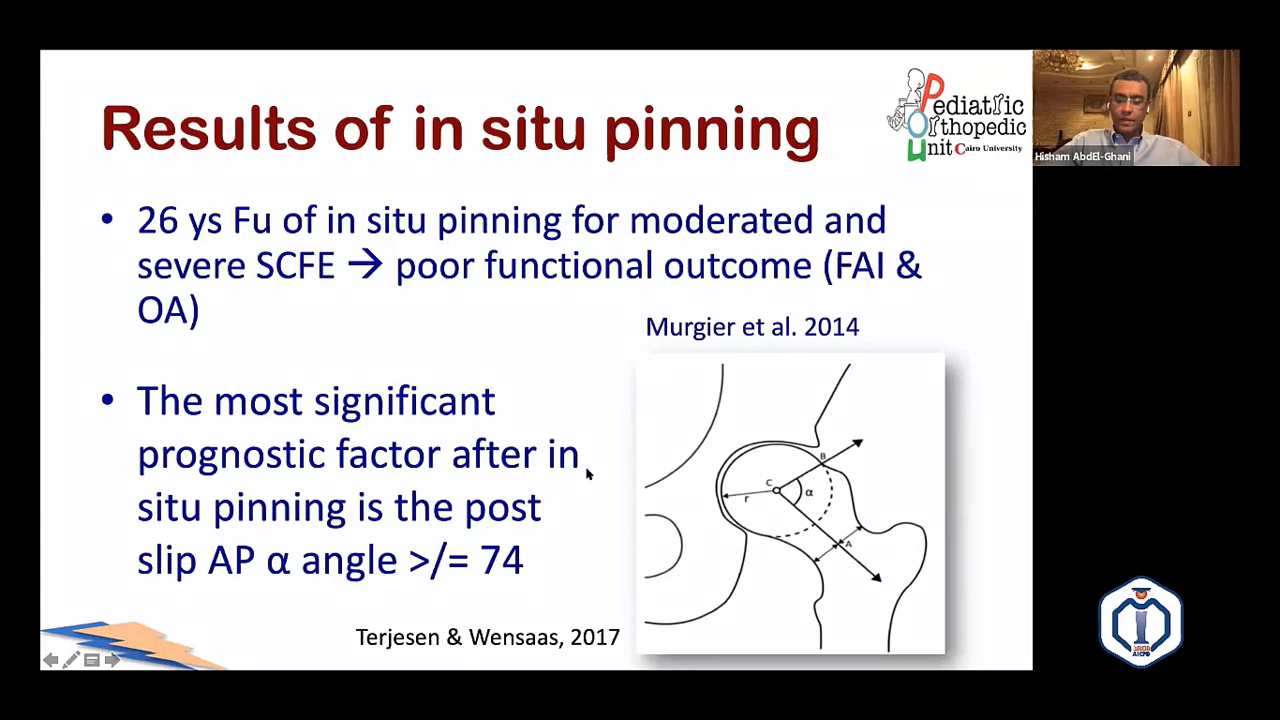 Results of in situ pinning
Pediatric
Orthopedic
Unit Cairo University
Hisham AbdEl-Ghani
• 26 ys Fu of in situ pinning for moderated and
severe SCFE → poor functional outcome (FAI &
OA)
Murgier et al. 2014
• The most significant
prognostic factor after in
situ pinning is the post
slip AP α angle >/= 74
B
C
α
r
A
Terjesen & Wensaas, 2017